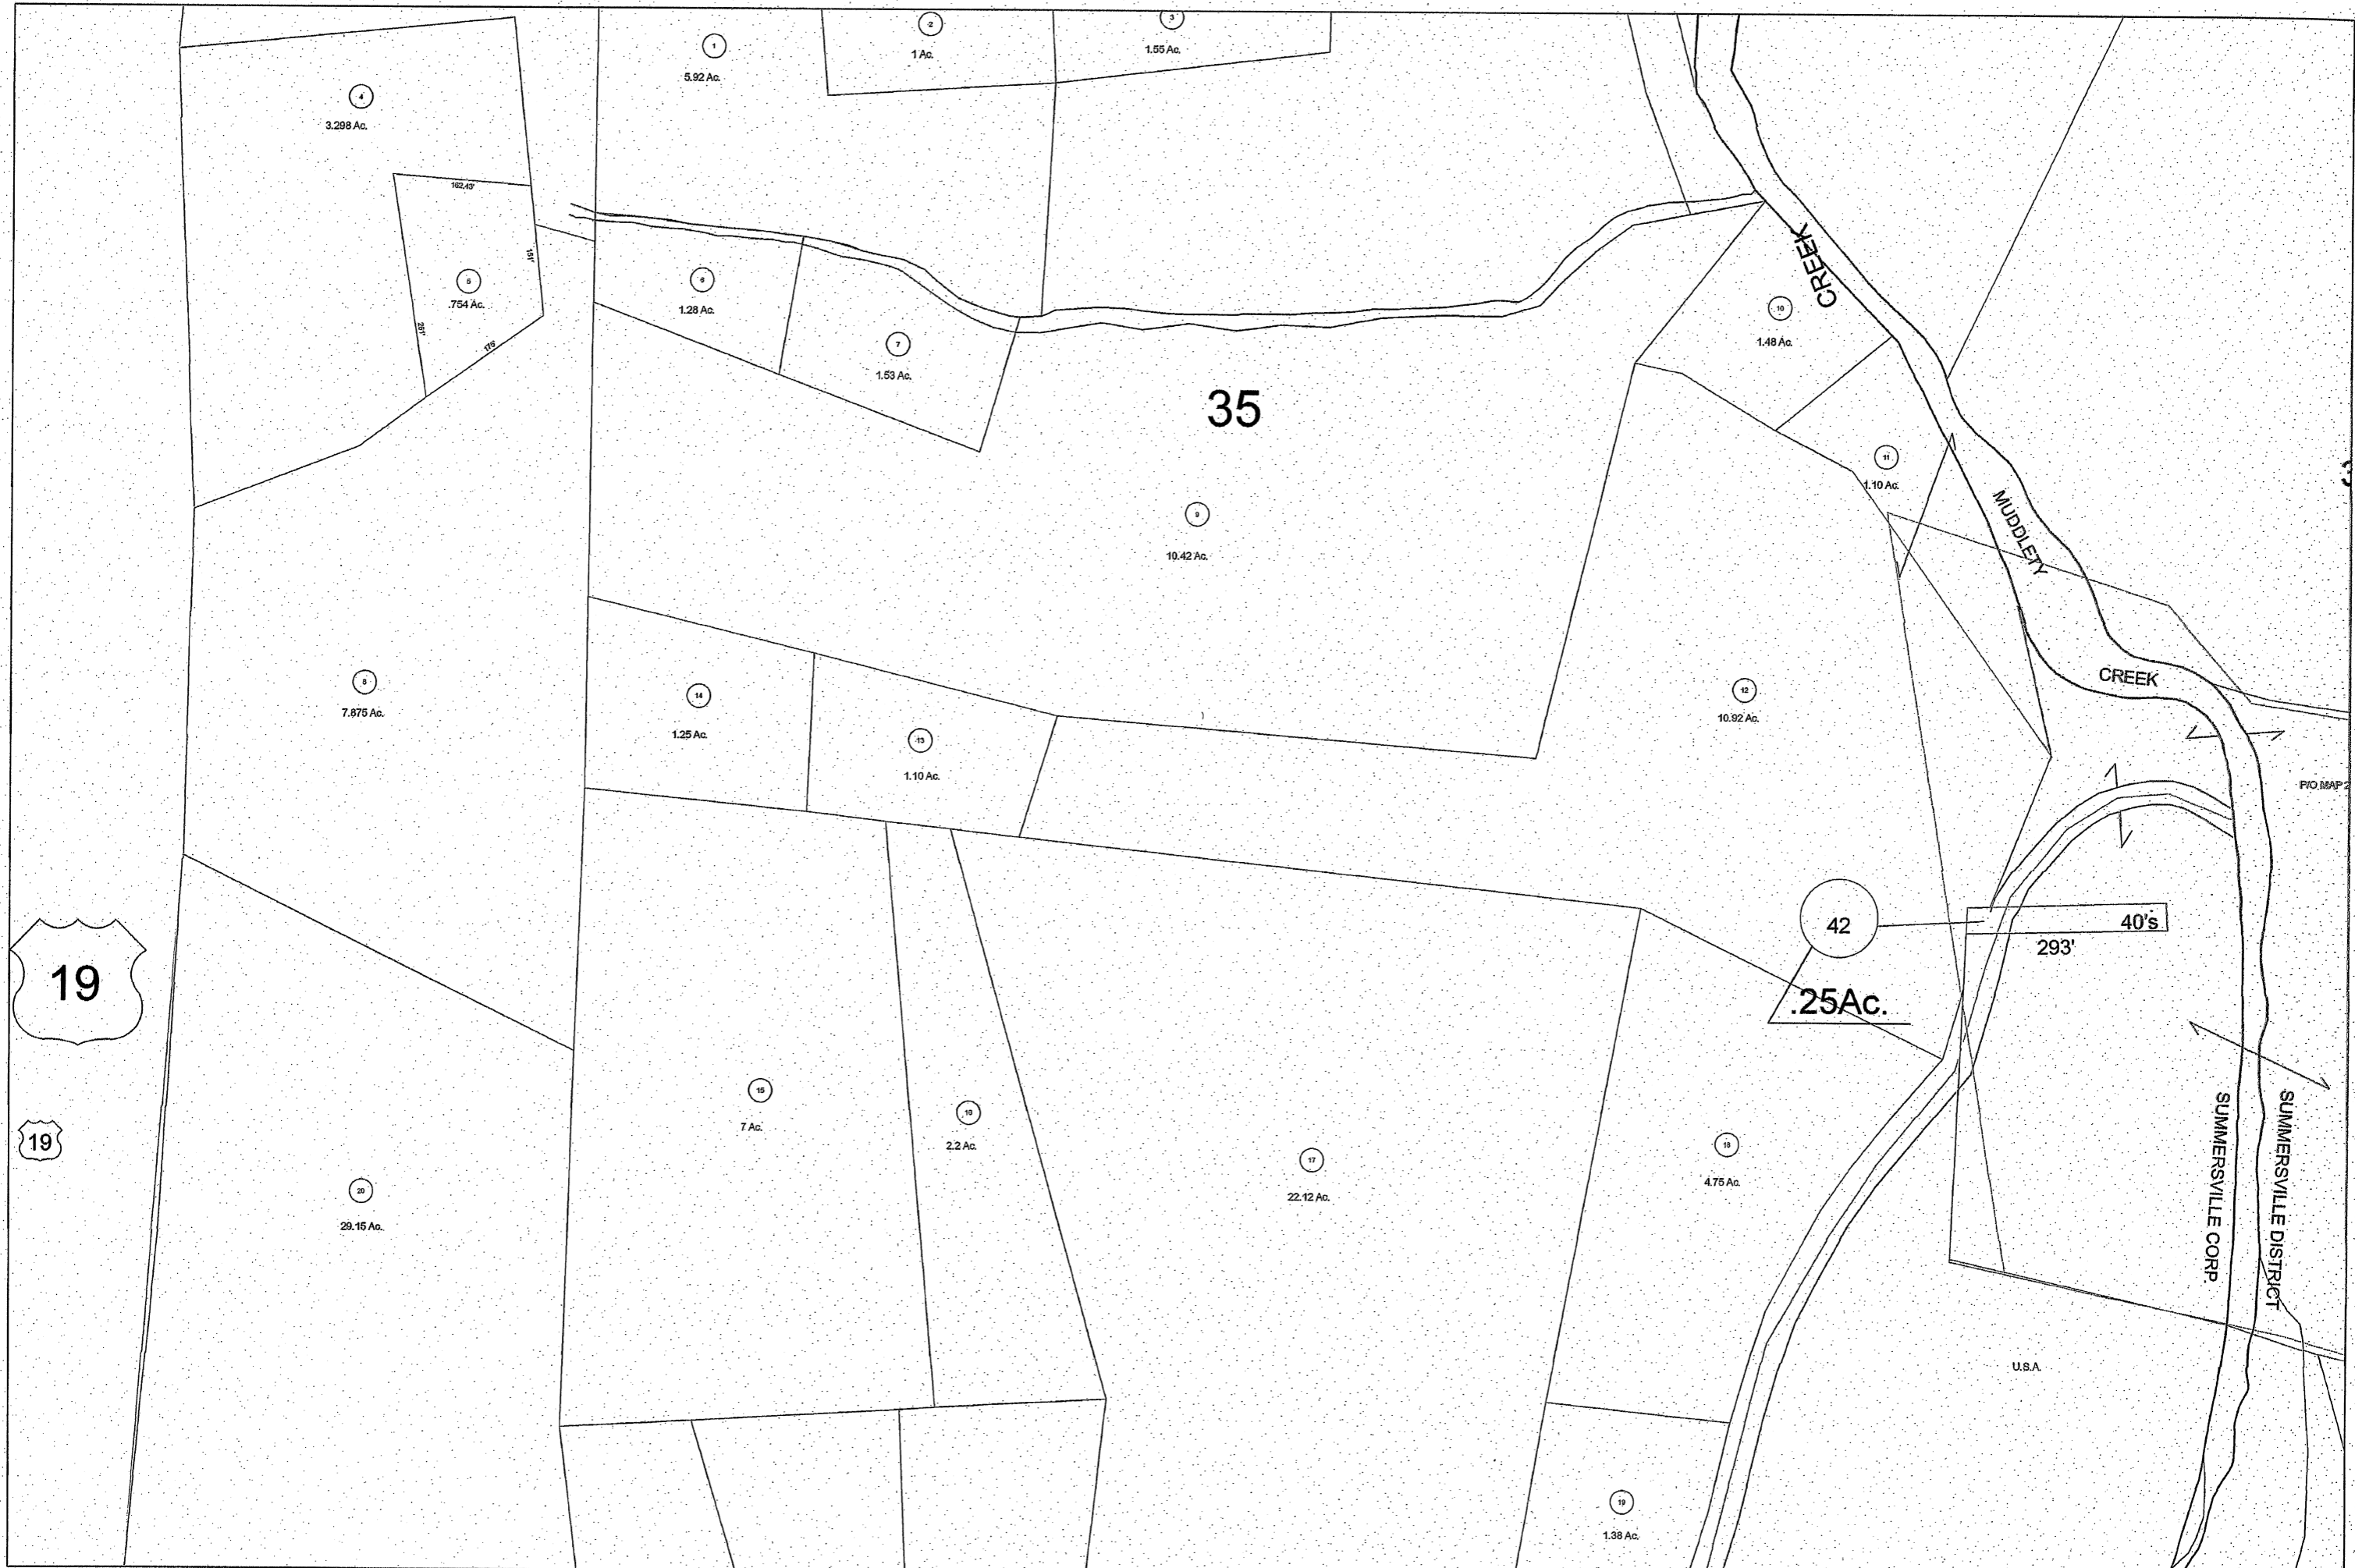 1
5.92 Ac.
2
1 Ac.
3
1.55 Ac.
4
3.298 Ac.
162.43'
151'
5
.754 Ac.
261'
175'
6
1.28 Ac.
7
1.53 Ac.
35
CREEK
10
1.48 Ac.
11
1.10 Ac.
MUDDLETY
CREEK
9
10.42 Ac.
8
7.875 Ac.
14
1.25 Ac.
13
1.10 Ac.
12
10.92 Ac.
P/O MAP 2
42
40's
293'
.25Ac.
19
19
15
7 Ac.
16
2.2 Ac.
17
22.12 Ac.
18
4.75 Ac.
20
29.15 Ac.
SUMMERSVILLE CORP.
SUMMERSVILLE DISTRICT
U.S.A.
19
1.38 Ac.